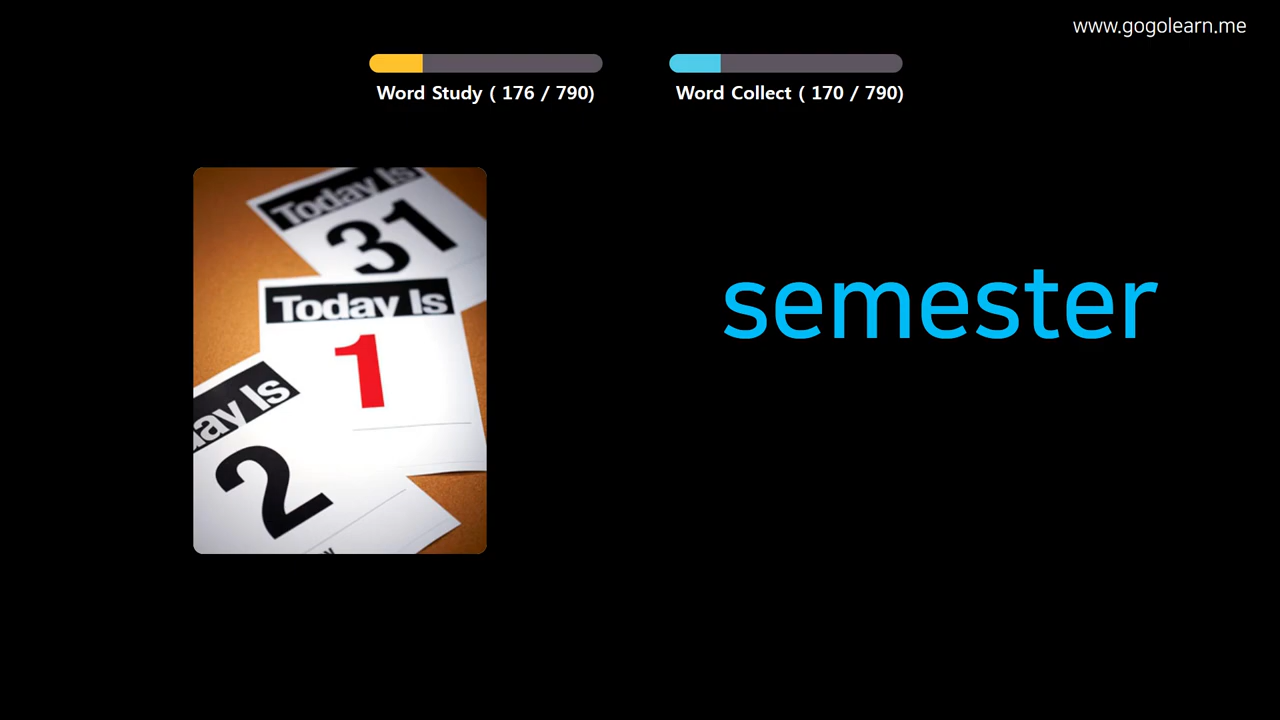 www.gogolearn.me
Word Study ( 176 / 790)
Word Collect ( 170 / 790)
Today Is
31
Today Is
1
semester
ay Is
2